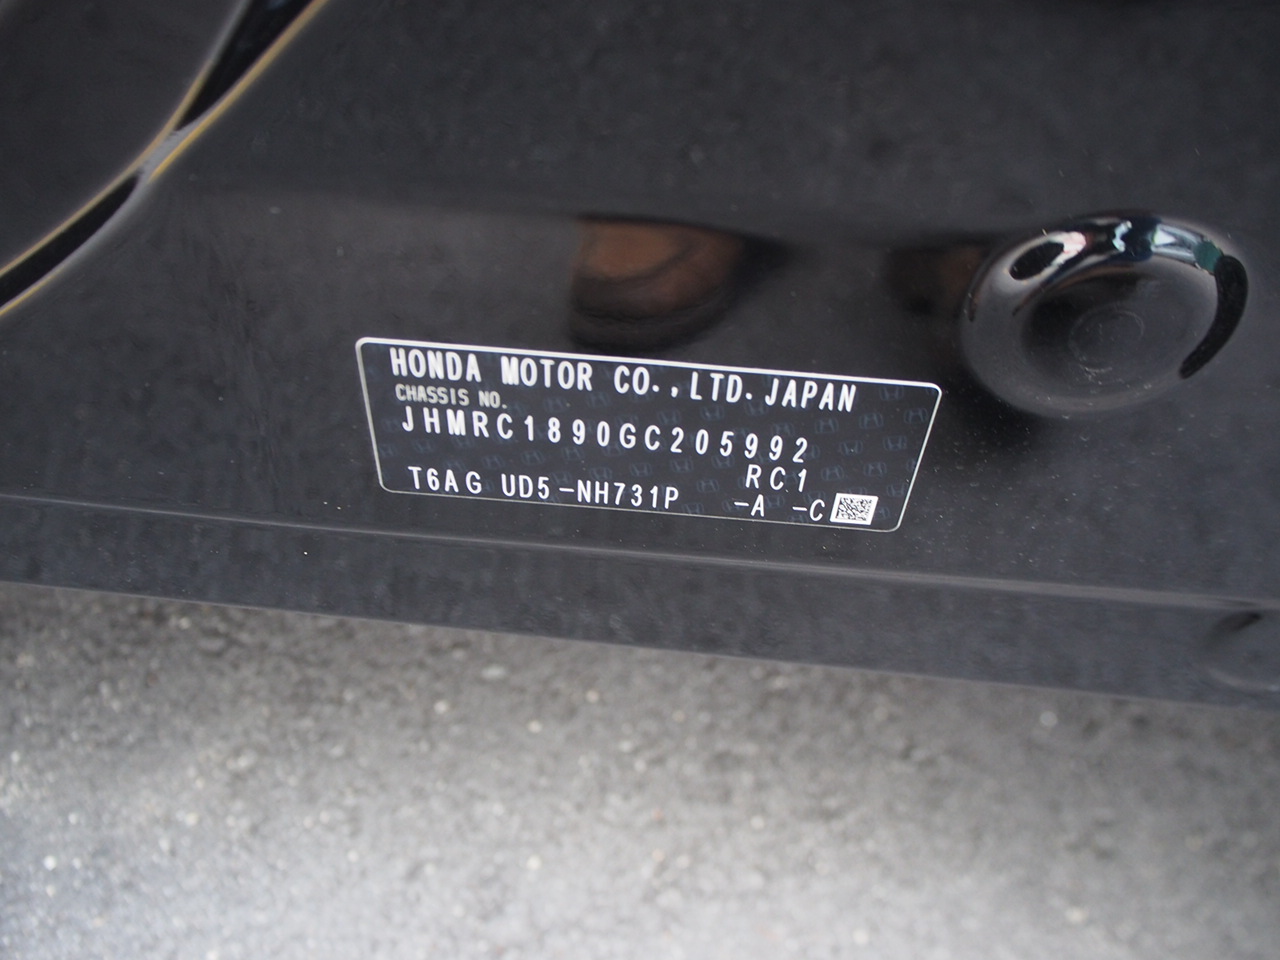 HONDA MOTOR CO.,LTD.JAPAN
CHASSIS NO.
JHMRC1890GC205992
RC1
T6AG UD5-NH731P -A -C